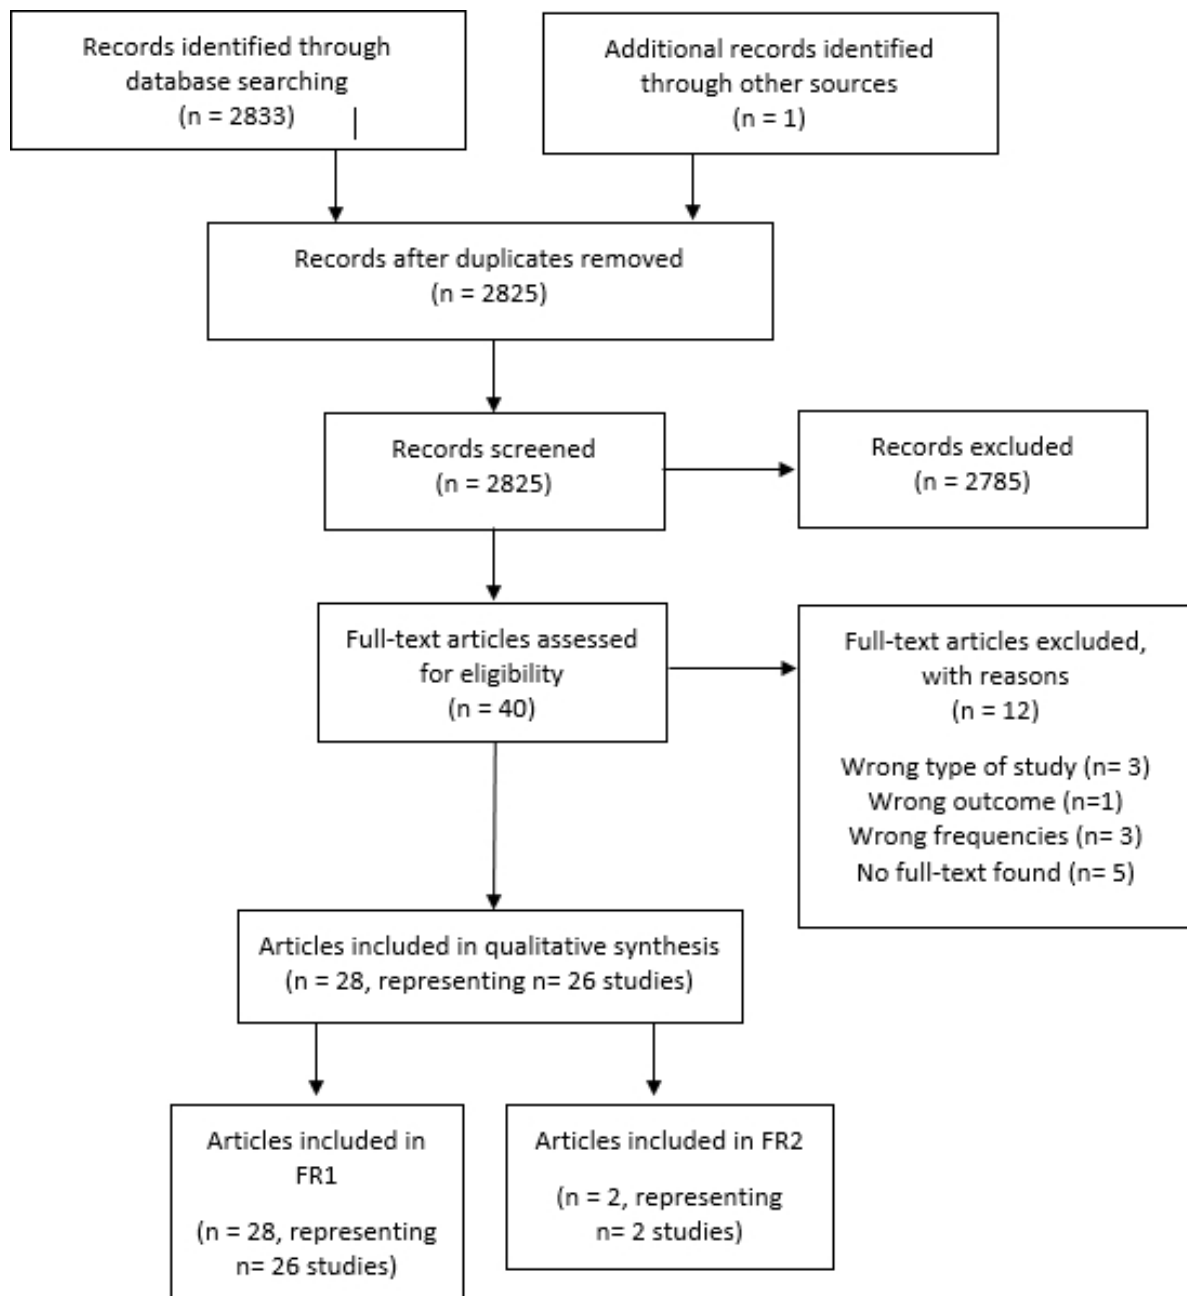 Records identified through
database searching
(n = 2833)
Additional records identified
through other sources
(n = 1)
Records after duplicates removed
(n = 2825)
Records screened
(n = 2825)
Records excluded
(n = 2785)
Full-text articles assessed
for eligibility
(n = 40)
Full-text articles excluded,
with reasons
(n = 12)
Wrong type of study (n= 3)
Wrong outcome (n=1)
Wrong frequencies (n= 3)
No full-text found (n= 5)
Articles included in qualitative synthesis
(n = 28, representing n= 26 studies)
Articles included in
FR1
(n = 28, representing
n= 26 studies)
Articles included in FR2
(n = 2, representing
n= 2 studies)